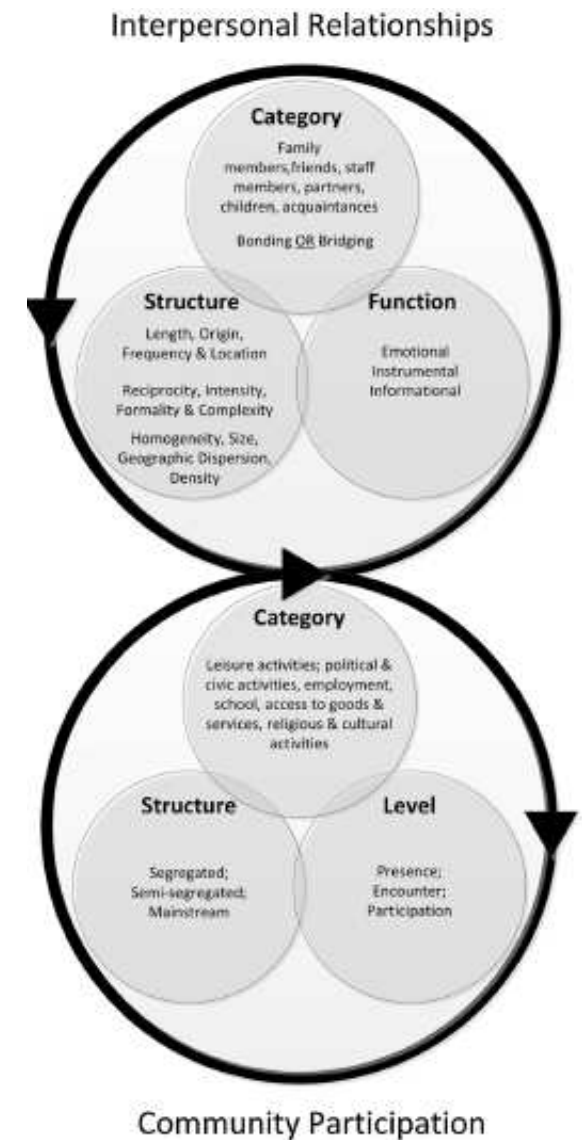 Interpersonal Relationships
Category
Family
members,friends, staff
members, partners,
children, acquaintances
Bonding OR Bridging
Structure
Length, Origin,
Frequency & Location
Reciprocity, Intensity,
Formality & Complexity
Homogeneity, Size,
Geographic Dispersion,
Density
Function
Emotional
Instrumental
Informational
Category
Leisure activities; political &
civic activities, employment,
school, access to goods &
services, religious & cultural
activities
Structure
Segregated;
Semi-segregated;
Mainstream
Level
Presence;
Encounter;
Participation
Community Participation